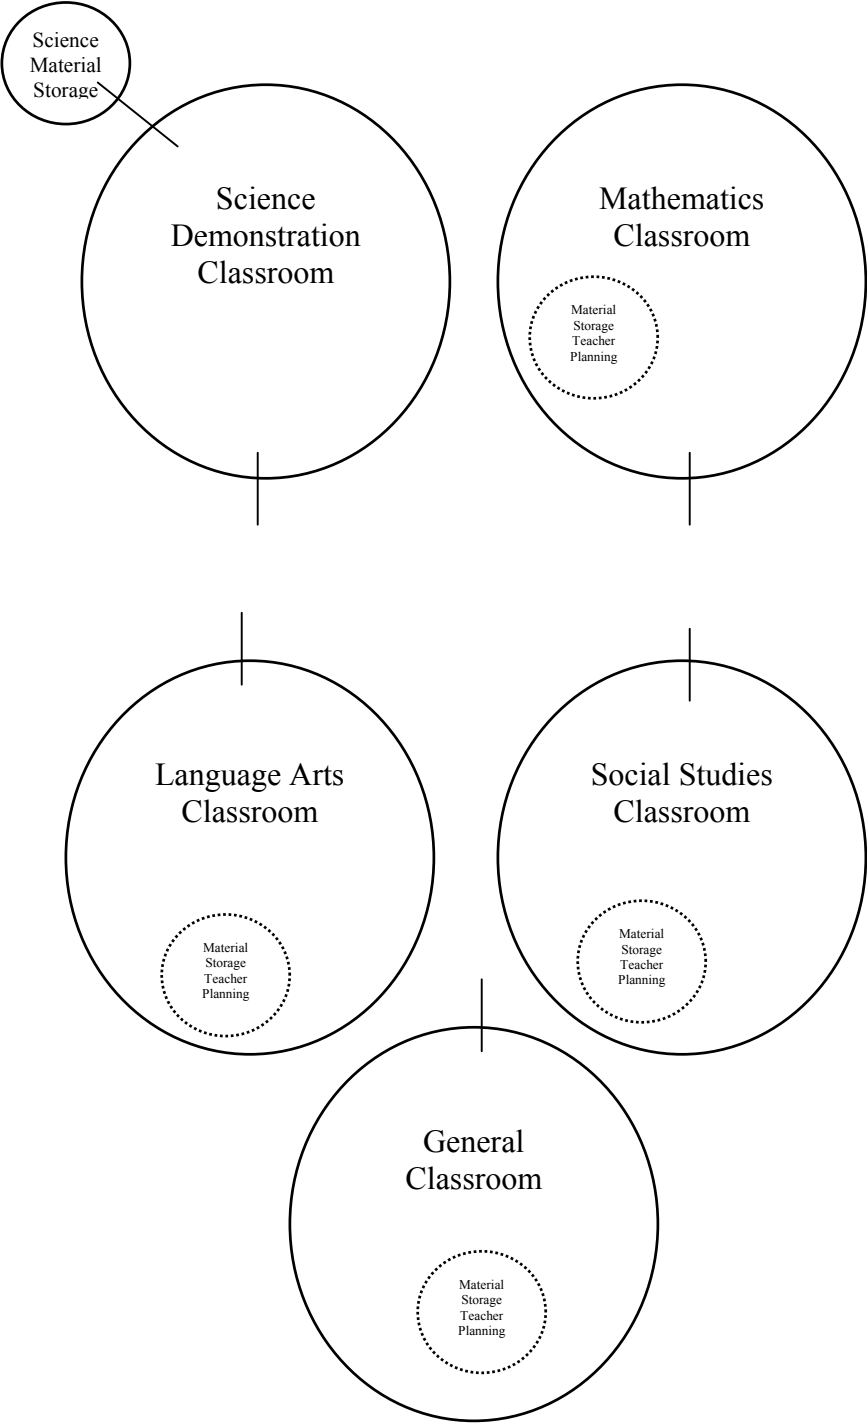 Science
Material
Storage
Science
Demonstration
Classroom
Mathematics
Classroom
Material
Storage
Teacher
Planning
Language Arts
Classroom
Material
Storage
Teacher
Planning
Social Studies
Classroom
Material
Storage
Teacher
Planning
General
Classroom
Material
Storage
Teacher
Planning